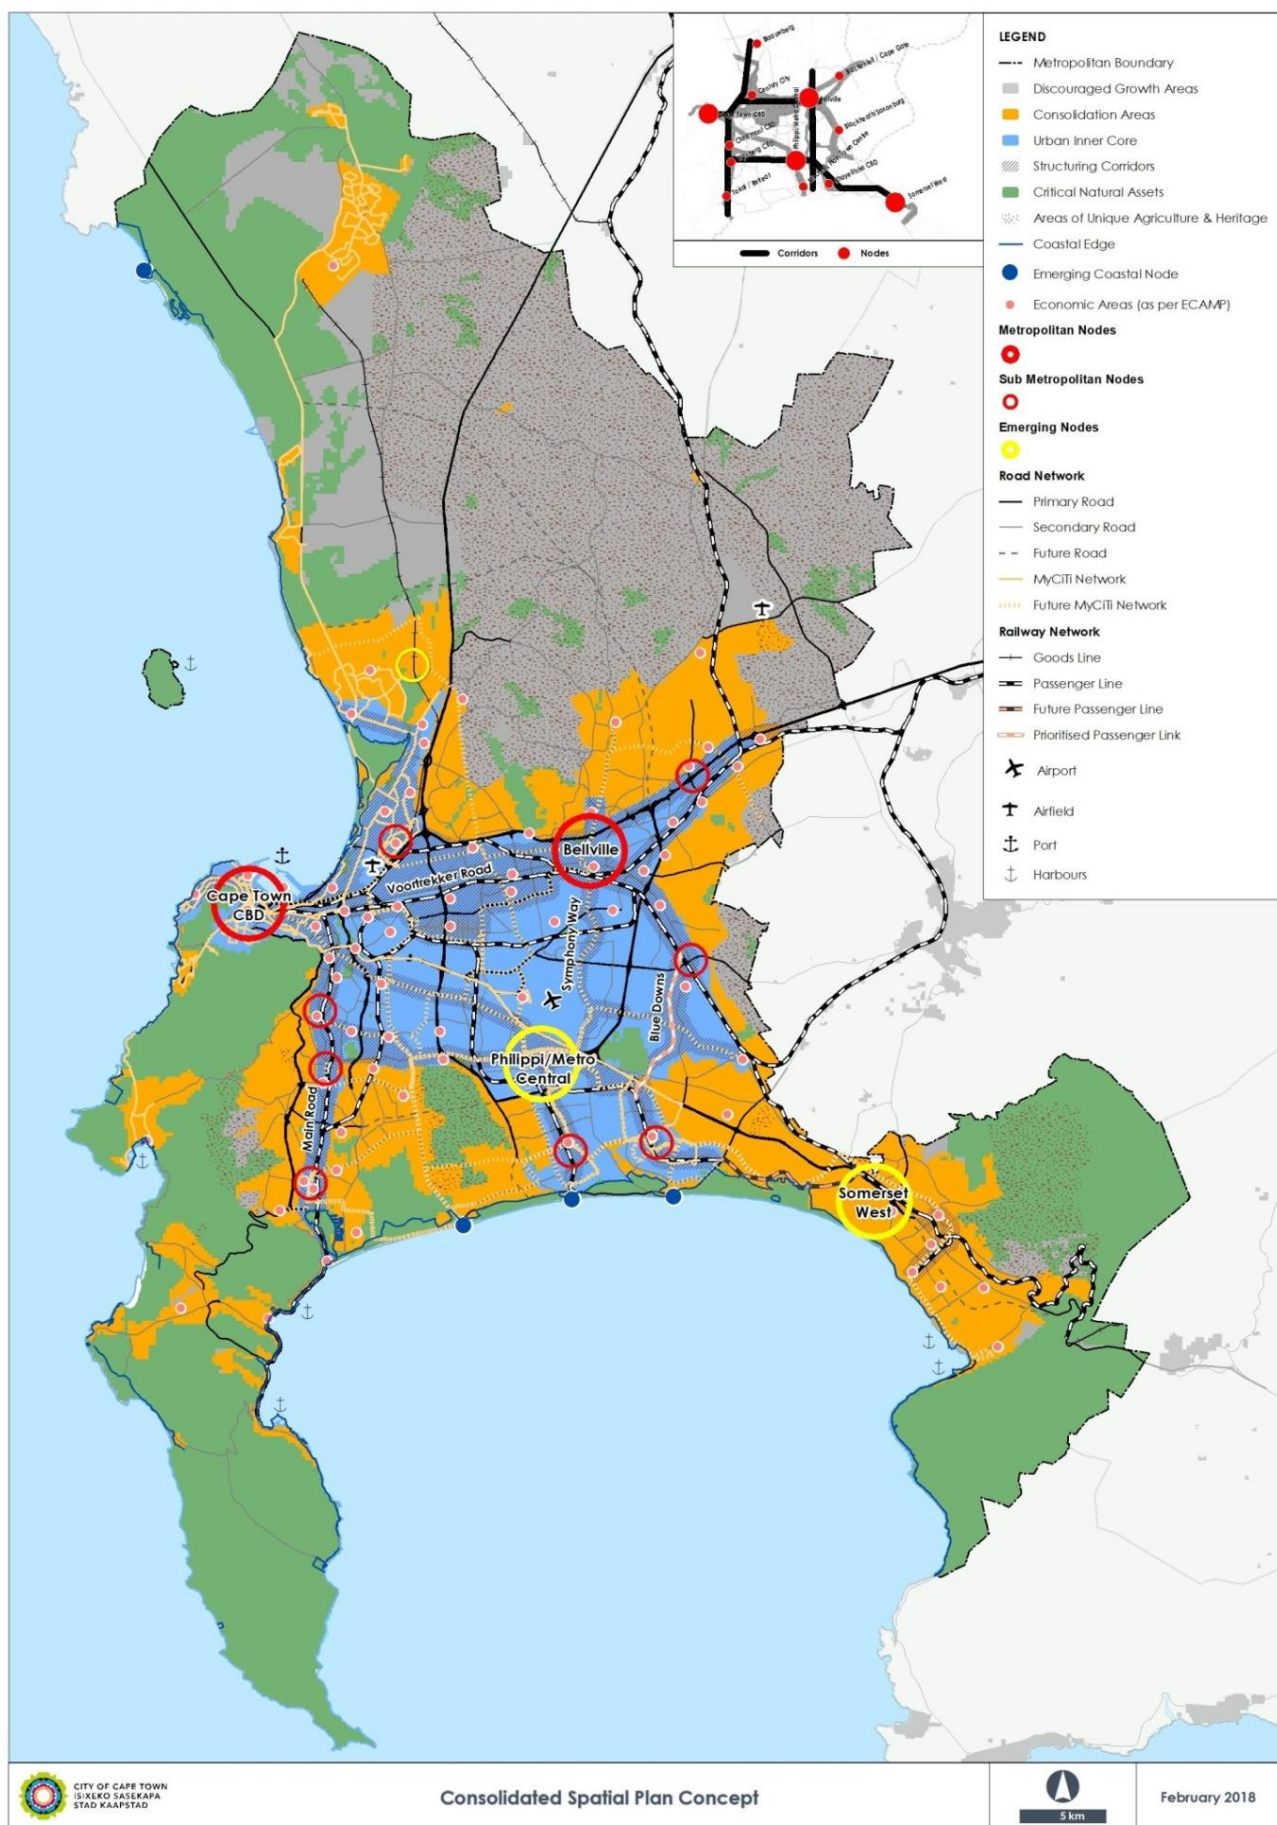 LEGEND
Metropolitan Boundary
Discouraged Growth Areas
Consolidation Areas
Urban Inner Core
Structuring Corridors
Critical Natural Assets
Areas of Unique Agriculture & Heritage
Coastal Edge
Emerging Coastal Node
Economic Areas (as per ECAMP)
Metropolitan Nodes
Sub Metropolitan Nodes
Emerging Nodes
Road Network
Primary Road
Secondary Road
Future Road
MyCiTi Network
Future MyCiTi Network
Railway Network
Goods Line
Passenger Line
Future Passenger Line
Prioritised Passenger Link
Airport
Airfield
Port
Harbours
Century City
Bellville
Somerset West
Corridors
Nodes
Bellville
Voortrekker Road
Cape Town
CBD
Symphony Way
Blue Downs
Philippi/Metro
Central
Main Road
Somerset
West
CITY OF CAPE TOWN
ISIXEKO SASEKAPA
STAD KAAPSTAD
Consolidated Spatial Plan Concept
5 km
February 2018